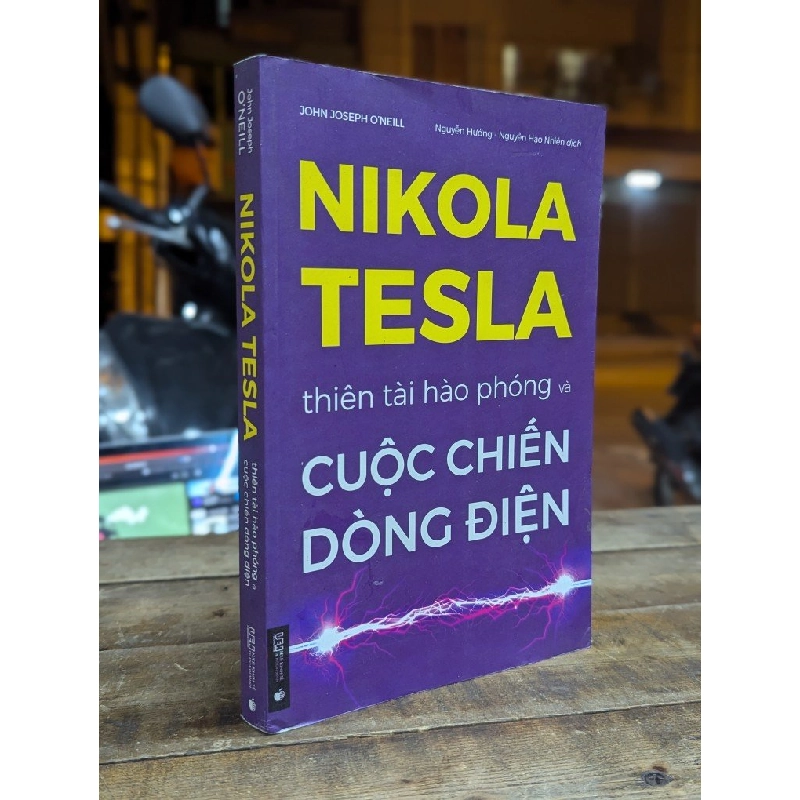 JOHN JOSEPH O'NEILL
Nguyễn Hướng - Nguyễn Hạo Nhiên dịch
NIKOLA
TESLA
thiên tài hào phóng và
CUỘC CHIẾN
DÒNG ĐIỆN
John Joseph
O'NEILL
NIKOLA TESLA
thiên tài hào phóng và
cuộc chiến dòng điện